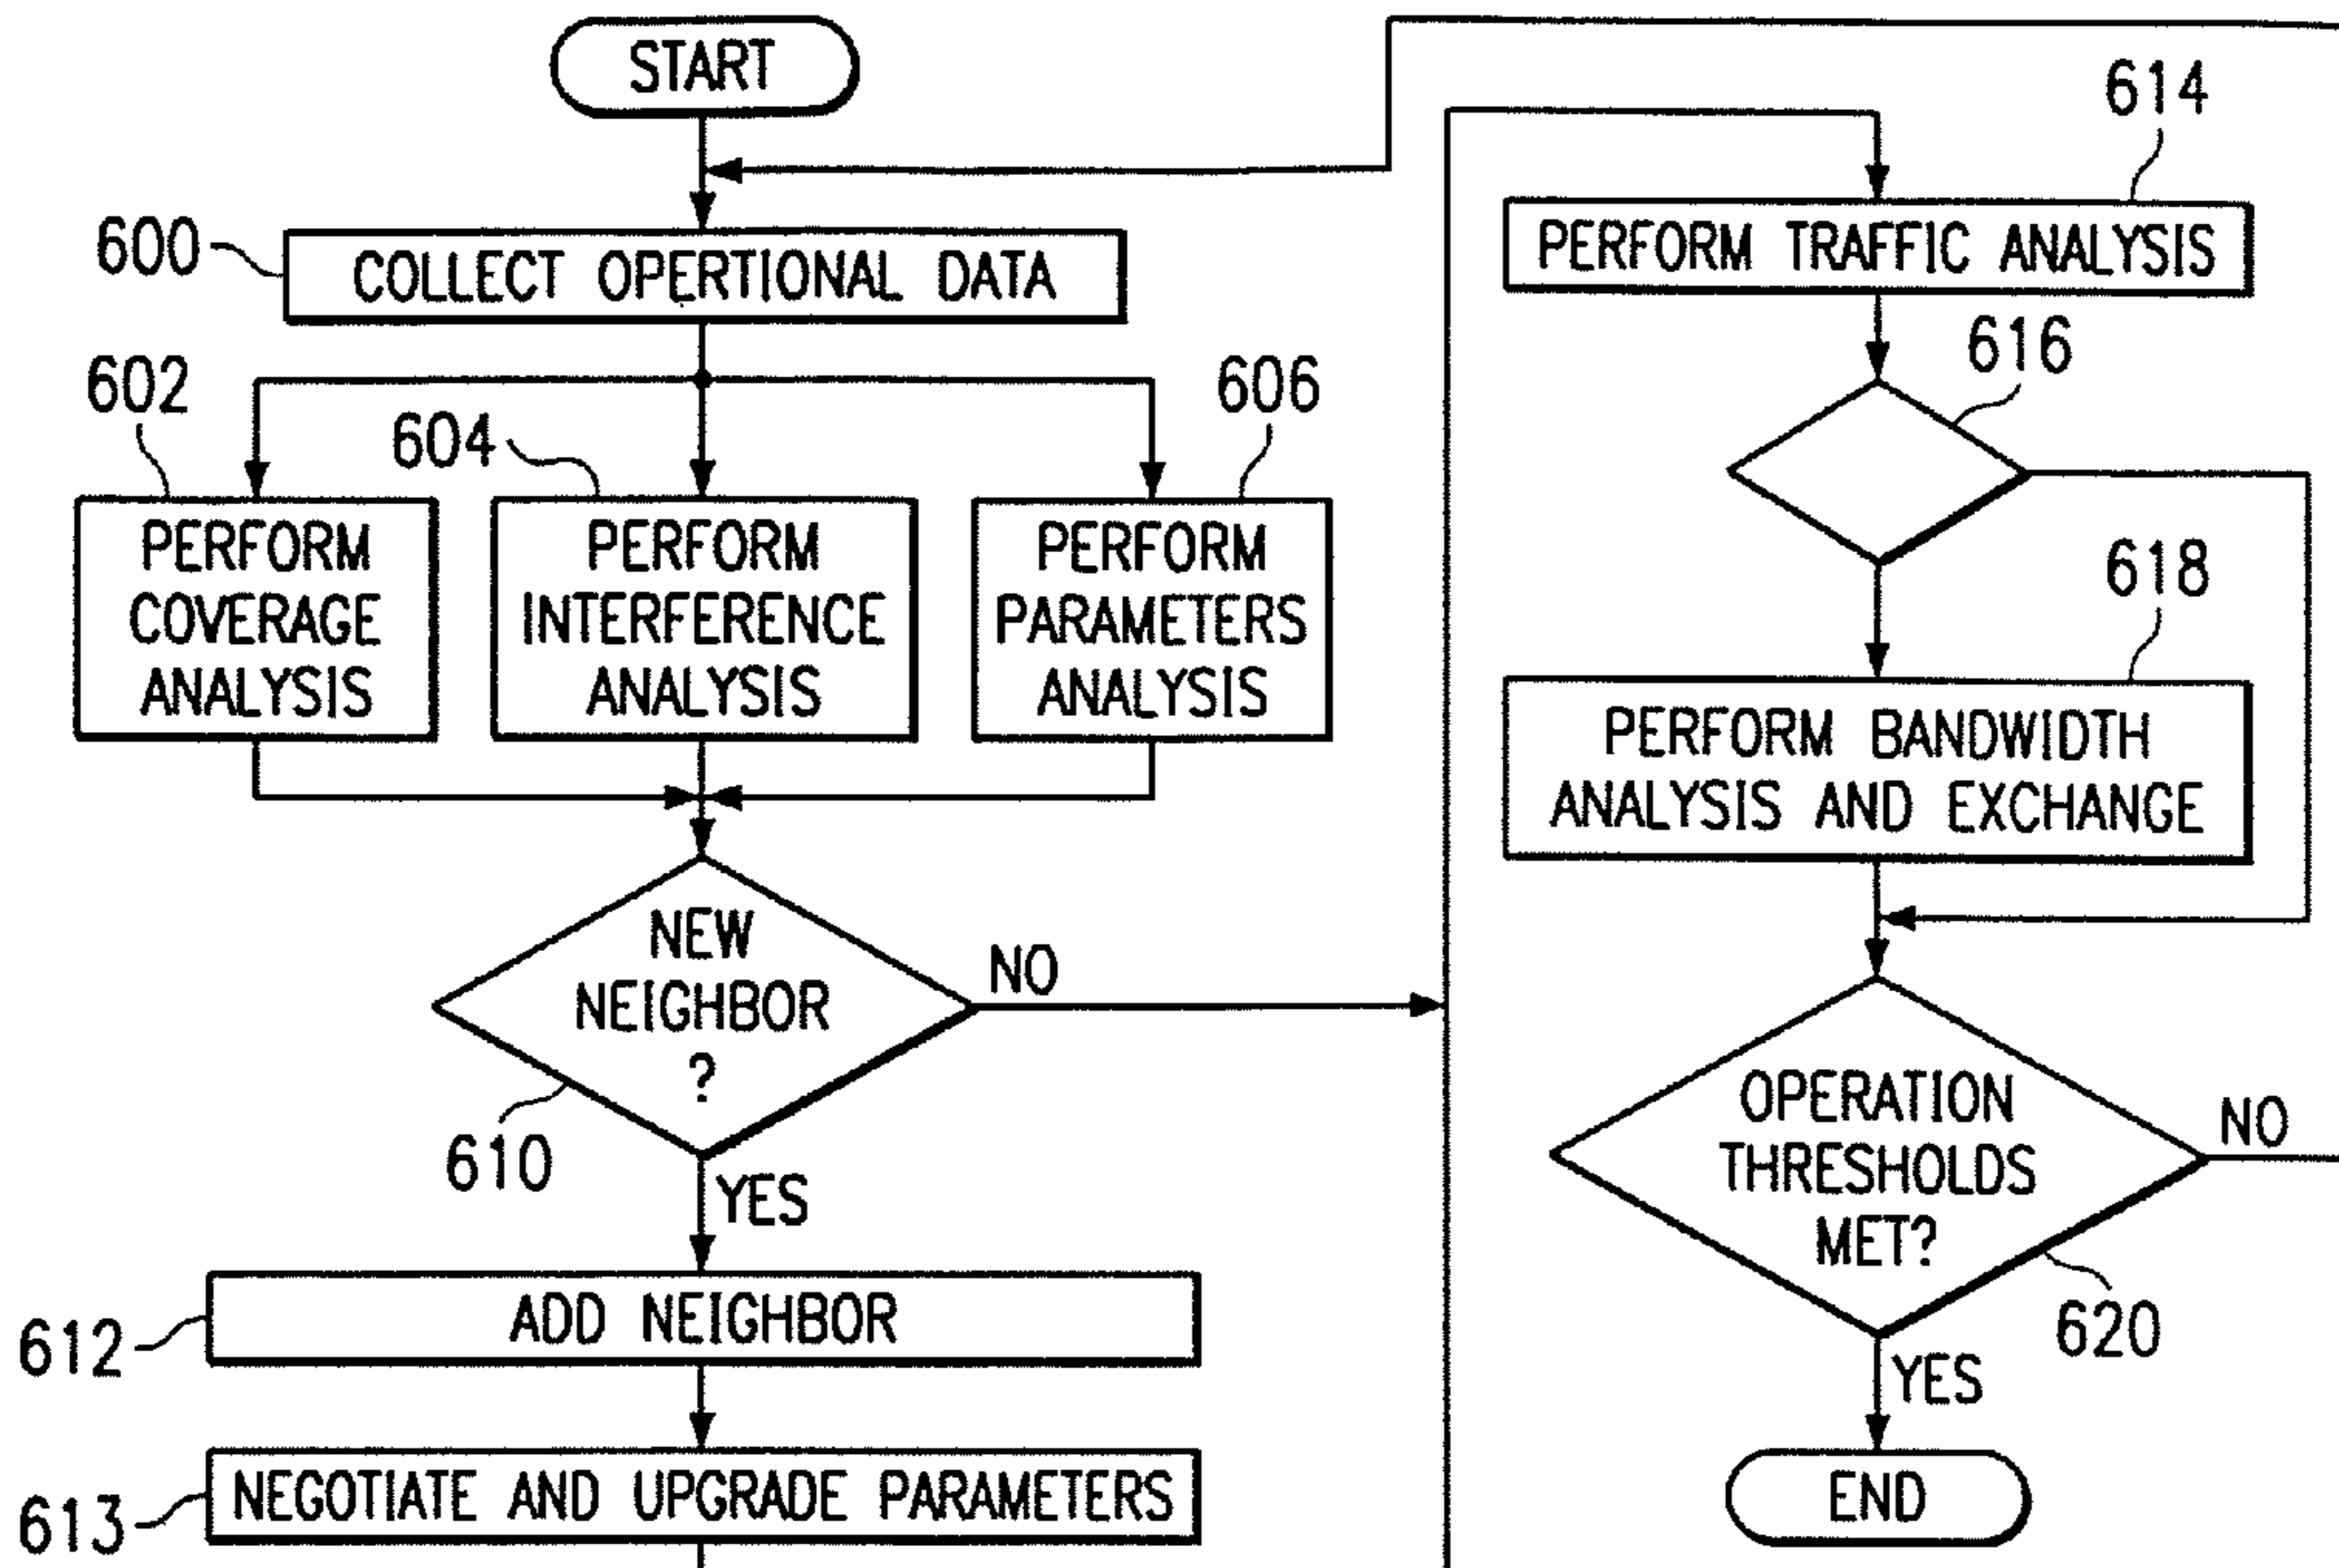 START
600
COLLECT OPERTIONAL DATA
602
604
606
PERFORM
COVERAGE
ANALYSIS
PERFORM
INTERFERENCE
ANALYSIS
PERFORM
PARAMETERS
ANALYSIS
NEW
NEIGHBOR
?
NO
610
YES
612
ADD NEIGHBOR
613
NEGOTIATE AND UPGRADE PARAMETERS
614
PERFORM TRAFFIC ANALYSIS
616
618
PERFORM BANDWIDTH
ANALYSIS AND EXCHANGE
OPERATION
THRESHOLDS
MET?
NO
620
YES
END